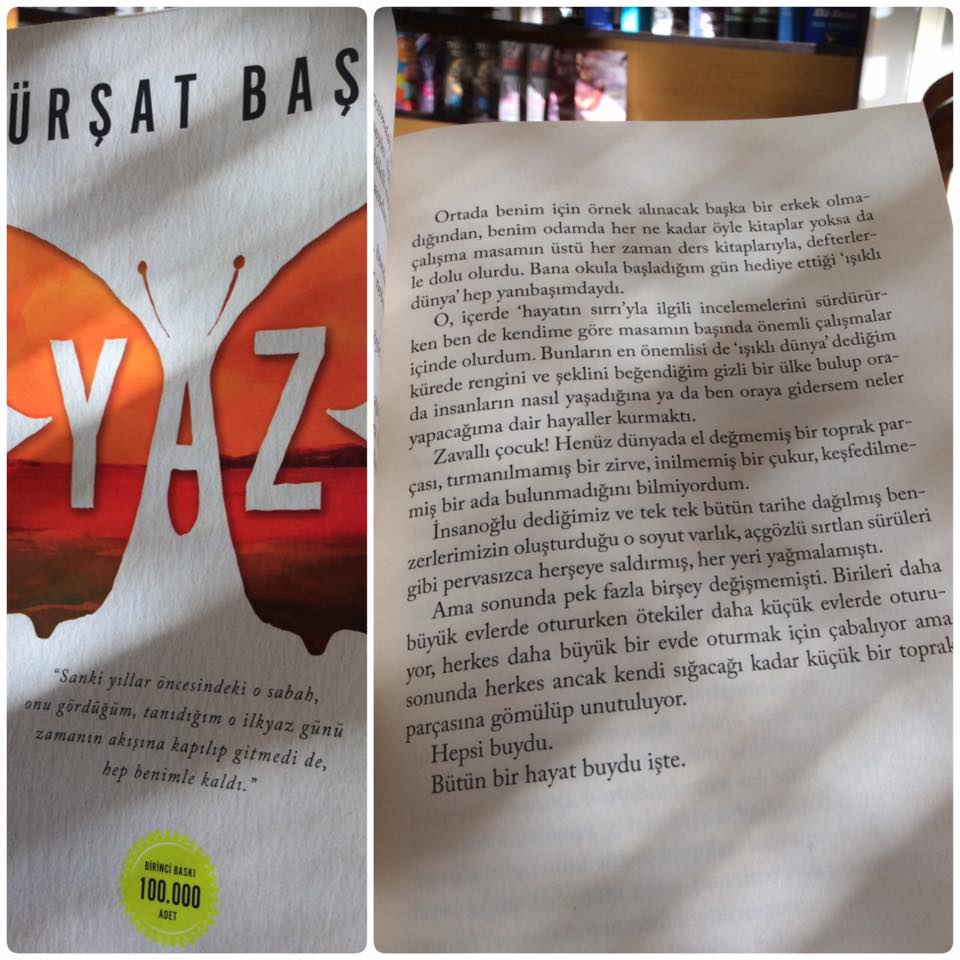 ÜRŞAT BAŞ
YAZ
"Sanki yıllar öncesindeki o sabah,
onu gördüğüm, tanıdığım o ilkyaz günü
zamanın akışına kapılıp gitmedi de,
hep benimle kaldı."
BİRİNCİ BASKI
100.000
ADET
Ortada benim için örnek alınacak başka bir erkek olma-
dığından, benim odamda her ne kadar öyle kitaplar yoksa da
çalışma masamın üstü her zaman ders kitaplarıyla, defterler-
le dolu olurdu. Bana okula başladığım gün hediye ettiği 'ışıklı
dünya' hep yanıbaşımdaydı.
O, içerde 'hayatın sırrı'yla ilgili incelemelerini sürdürür-
ken ben de kendime göre masamın başında önemli çalışmalar
içinde olurdum. Bunların en önemlisi de 'ışıklı dünya' dediğim
kürede rengini ve şeklini beğendiğim gizli bir ülke bulup ora-
da insanların nasıl yaşadığına ya da ben oraya gidersem neler
yapacağıma dair hayaller kurmaktı.
Zavallı çocuk! Henüz dünyada el değmemiş bir toprak par-
çası, tırmanılmamış bir zirve, inilmemiş bir çukur, keşfedilme-
miş bir ada bulunmadığını bilmiyordum.
İnsanoğlu dediğimiz ve tek tek bütün tarihe dağılmış ben-
zerlerimizin oluşturduğu o soyut varlık, açgözlü sırtlan sürüleri
gibi pervasızca herşeye saldırmış, her yeri yağmalamıştı.
Ama sonunda pek fazla birşey değişmemişti. Birileri daha
büyük evlerde otururken ötekiler daha küçük evlerde oturu-
yor, herkes daha büyük bir evde oturmak için çabalıyor ama
sonunda herkes ancak kendi sığacağı kadar küçük bir toprak
parçasına gömülüp unutuluyor.
Hepsi buydu.
Bütün bir hayat buydu işte.